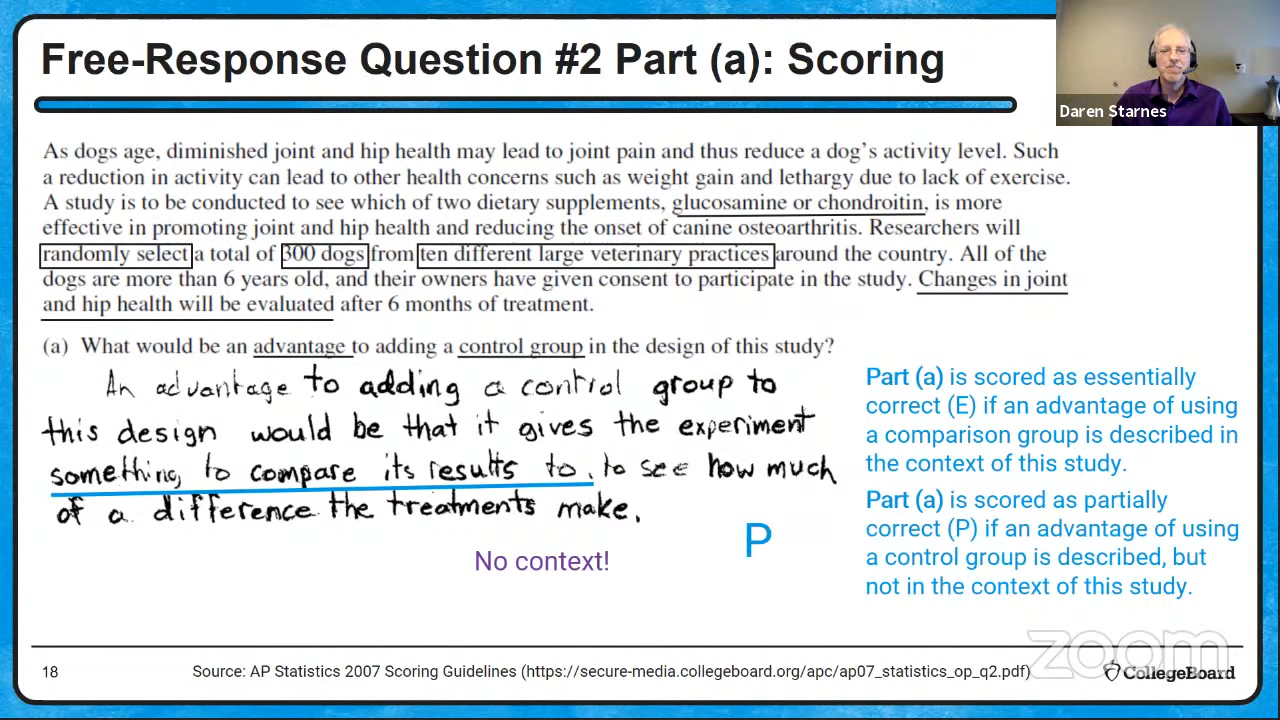 Free-Response Question #2 Part (a): Scoring
Daren Starnes
As dogs age, diminished joint and hip health may lead to joint pain and thus reduce a dog's activity level. Such
a reduction in activity can lead to other health concerns such as weight gain and lethargy due to lack of exercise.
A study is to be conducted to see which of two dietary supplements, glucosamine or chondroitin, is more
effective in promoting joint and hip health and reducing the onset of canine osteoarthritis. Researchers will
randomly select a total of 300 dogs from ten different large veterinary practices around the country. All of the
dogs are more than 6 years old, and their owners have given consent to participate in the study. Changes in joint
and hip health will be evaluated after 6 months of treatment.
(a) What would be an advantage to adding a control group in the design of this study?
An advantage to adding a control group to
this design would be that it gives the experiment
something to compare its results to. to see how much
of a difference the treatments make.
No context!
P
Part (a) is scored as essentially
correct (E) if an advantage of using
a comparison group is described in
the context of this study.
Part (a) is scored as partially
correct (P) if an advantage of using
a control group is described, but
not in the context of this study.
zoom
18
Source: AP Statistics 2007 Scoring Guidelines (https://secure-media.collegeboard.org/apc/ap07_statistics_op_q2.pdf)
CollegeBoard